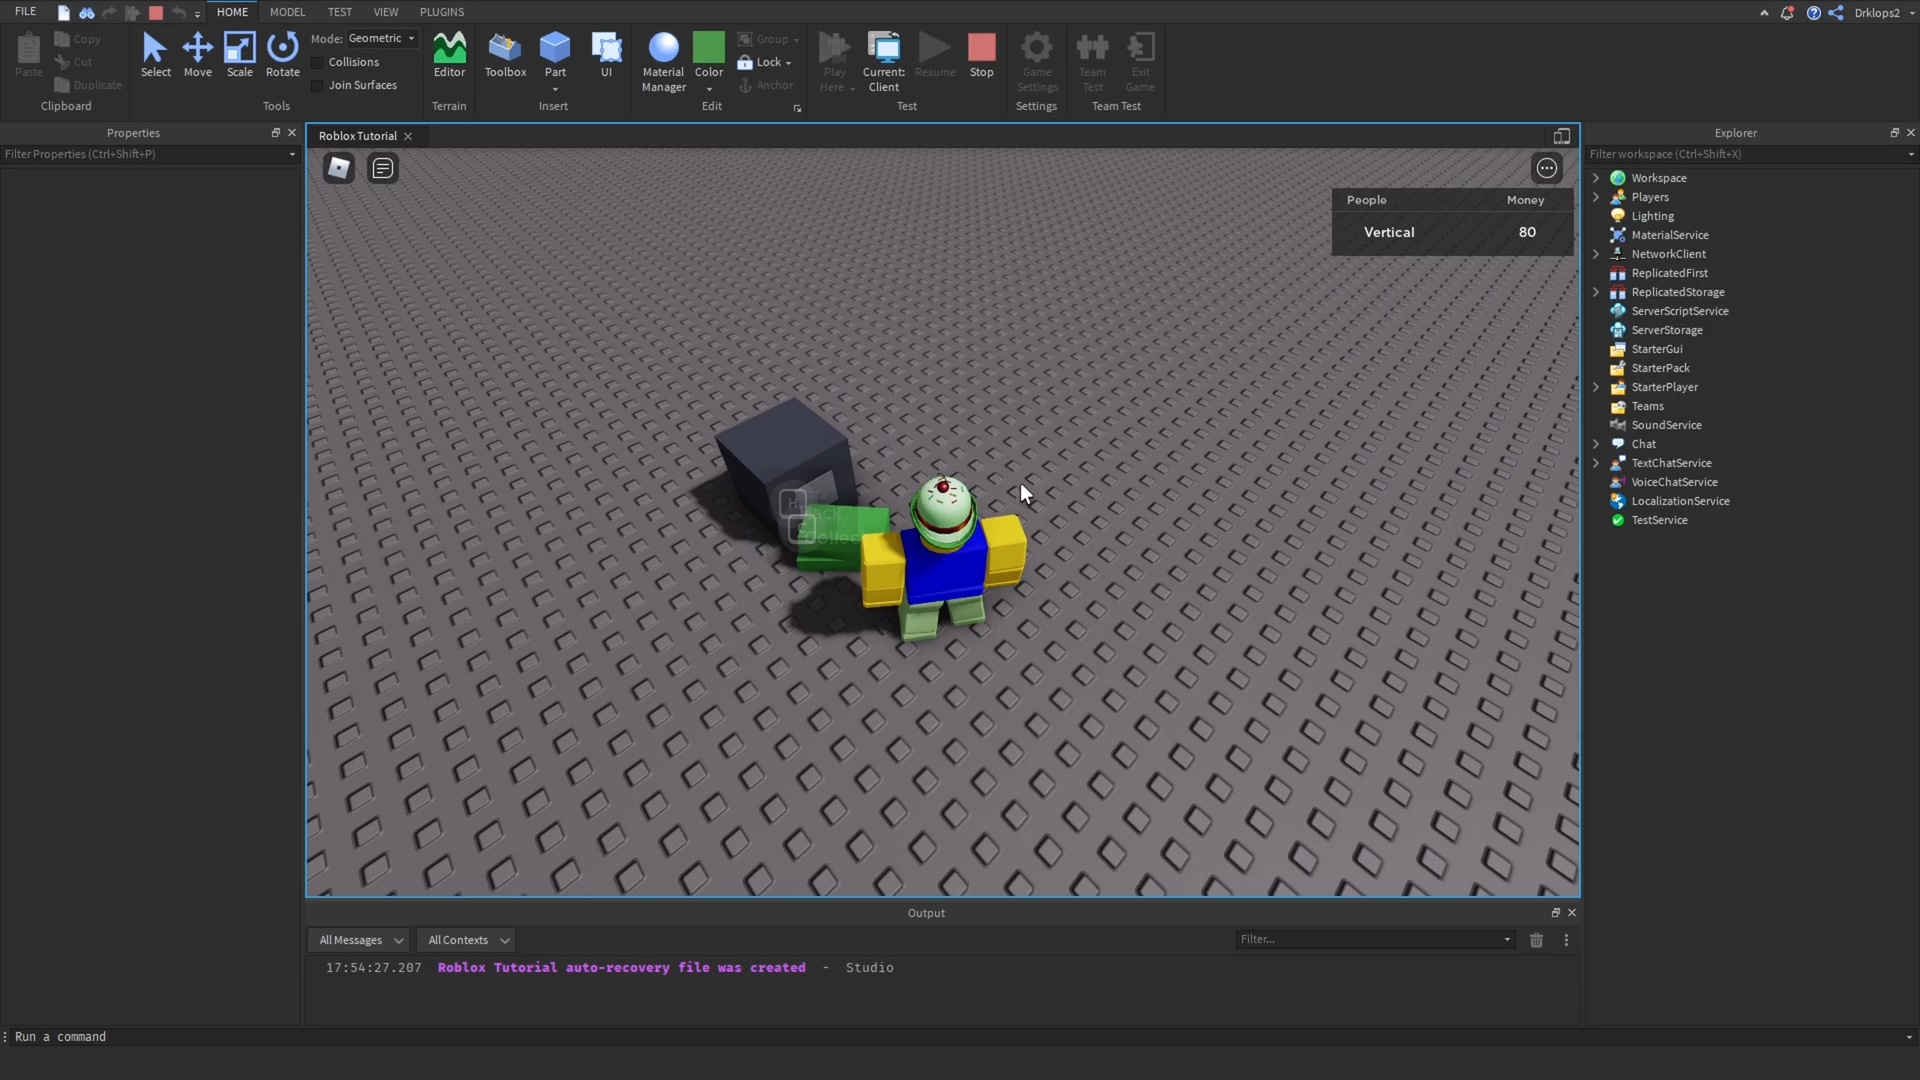 FILE HOME MODEL TEST VIEW PLUGINS Drklops2
Paste Copy Cut Duplicate
Clipboard
Select Move Scale Rotate
Mode: Geometric
Collisions
Join Surfaces
Tools
Editor
Terrain
Toolbox Part UI
Insert
Material Manager Color
Group
Lock
Anchor
Edit
Play Here Current: Client Resume Stop
Test
Game Settings
Settings
Team Test Exit Game
Team Test
Properties
Filter Properties (Ctrl+Shift+P)
Roblox Tutorial
People Money
Vertical 80
H
Explorer
Filter workspace (Ctrl+Shift+X)
Workspace
Players
Lighting
MaterialService
NetworkClient
ReplicatedFirst
ReplicatedStorage
ServerScriptService
ServerStorage
StarterGui
StarterPack
StarterPlayer
Teams
SoundService
Chat
TextChatService
VoiceChatService
LocalizationService
TestService
Output
All Messages All Contexts Filter...
17:54:27.207 Roblox Tutorial auto-recovery file was created - Studio
Run a command